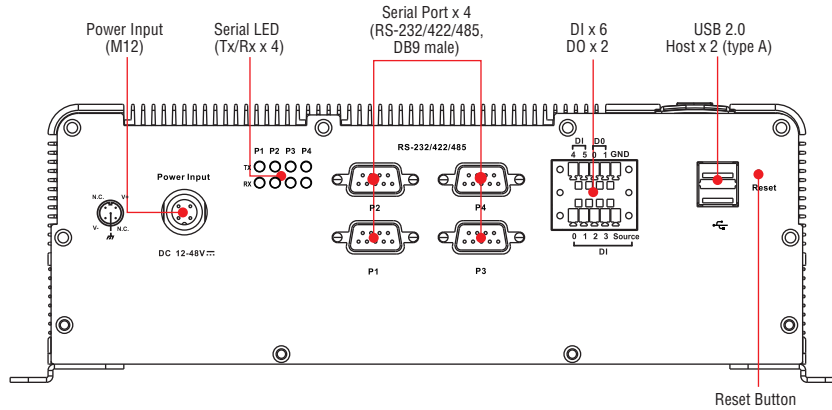 Power Input
(M12)
Serial LED
(Tx/Rx x 4)
Serial Port x 4
(RS-232/422/485,
DB9 male)
DI x 6
DO x 2
USB 2.0
Host x 2 (type A)
P1 P2 P3 P4
TX
RX
RS-232/422/485
DI D0
4 5 0 1 GND
Power Input
N.C. V+
V- N.C.
DC 12-48V⎓
P2
P4
P1
P3
0 1 2 3 Source
DI
Reset
Reset Button